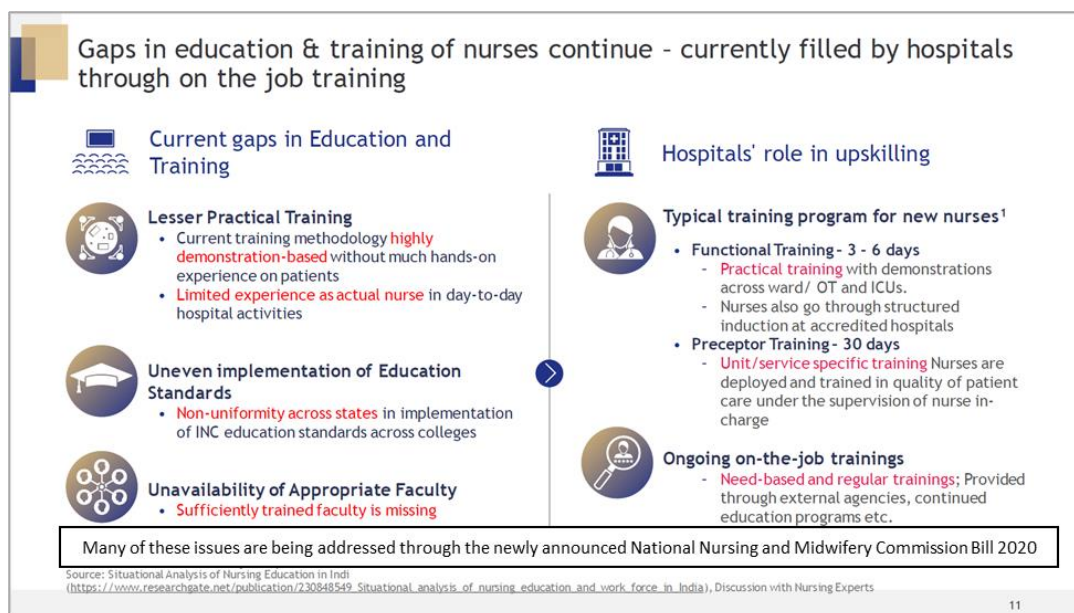 Gaps in education & training of nurses continue - currently filled by hospitals
through on the job training
Current gaps in Education and
Training
Lesser Practical Training
• Current training methodology highly
demonstration-based without much hands-on
experience on patients
• Limited experience as actual nurse in day-to-day
hospital activities
Uneven implementation of Education
Standards
• Non-uniformity across states in implementation
of INC education standards across colleges
Unavailability of Appropriate Faculty
• Sufficiently trained faculty is missing
Hospitals' role in upskilling
Typical training program for new nurses¹
• Functional Training - 3 - 6 days
- Practical training with demonstrations
across ward/ OT and ICUs.
- Nurses also go through structured
induction at accredited hospitals
• Preceptor Training - 30 days
- Unit/service specific training Nurses are
deployed and trained in quality of patient
care under the supervision of nurse in-
charge
Ongoing on-the-job trainings
- Need-based and regular trainings; Provided
through external agencies, continued
education programs etc.
Many of these issues are being addressed through the newly announced National Nursing and Midwifery Commission Bill 2020
Source: Situational Analysis of Nursing Education in Indi
(https://www.researchgate.net/publication/230848549_Situational_analysis_of_nursing_education_and_work_force_in_India), Discussion with Nursing Experts
11